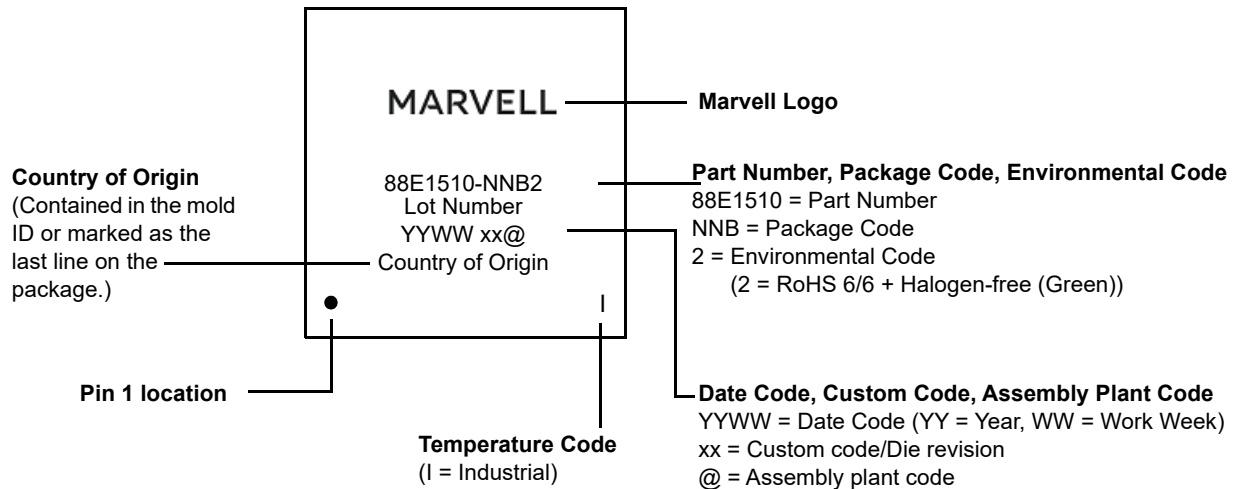 MARVELL
Marvell Logo
Country of Origin
(Contained in the mold
ID or marked as the
last line on the
package.)
88E1510-NNB2
Lot Number
YYWW xx@
Country of Origin
I
Part Number, Package Code, Environmental Code
88E1510 = Part Number
NNB = Package Code
2 = Environmental Code
(2 = RoHS 6/6 + Halogen-free (Green))
Pin 1 location
Temperature Code
(I = Industrial)
Date Code, Custom Code, Assembly Plant Code
YYWW = Date Code (YY = Year, WW = Work Week)
xx = Custom code/Die revision
@ = Assembly plant code